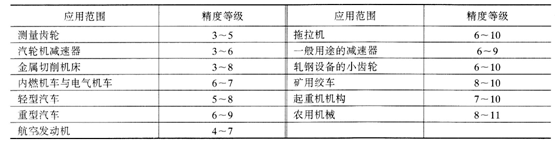 应用范围 精度等级 应用范围 精度等级
测量齿轮 3~5 拖拉机 6~10
汽轮机减速器 3~6 一般用途的减速器 6~9
金属切削机床 3~8 轧钢设备的小齿轮 6~10
内燃机车与电气机车 6~7 矿用绞车 8~10
轻型汽车 5~8 起重机机构 7~10
重型汽车 6~9 农用机械 8~11
航空发动机 4~7